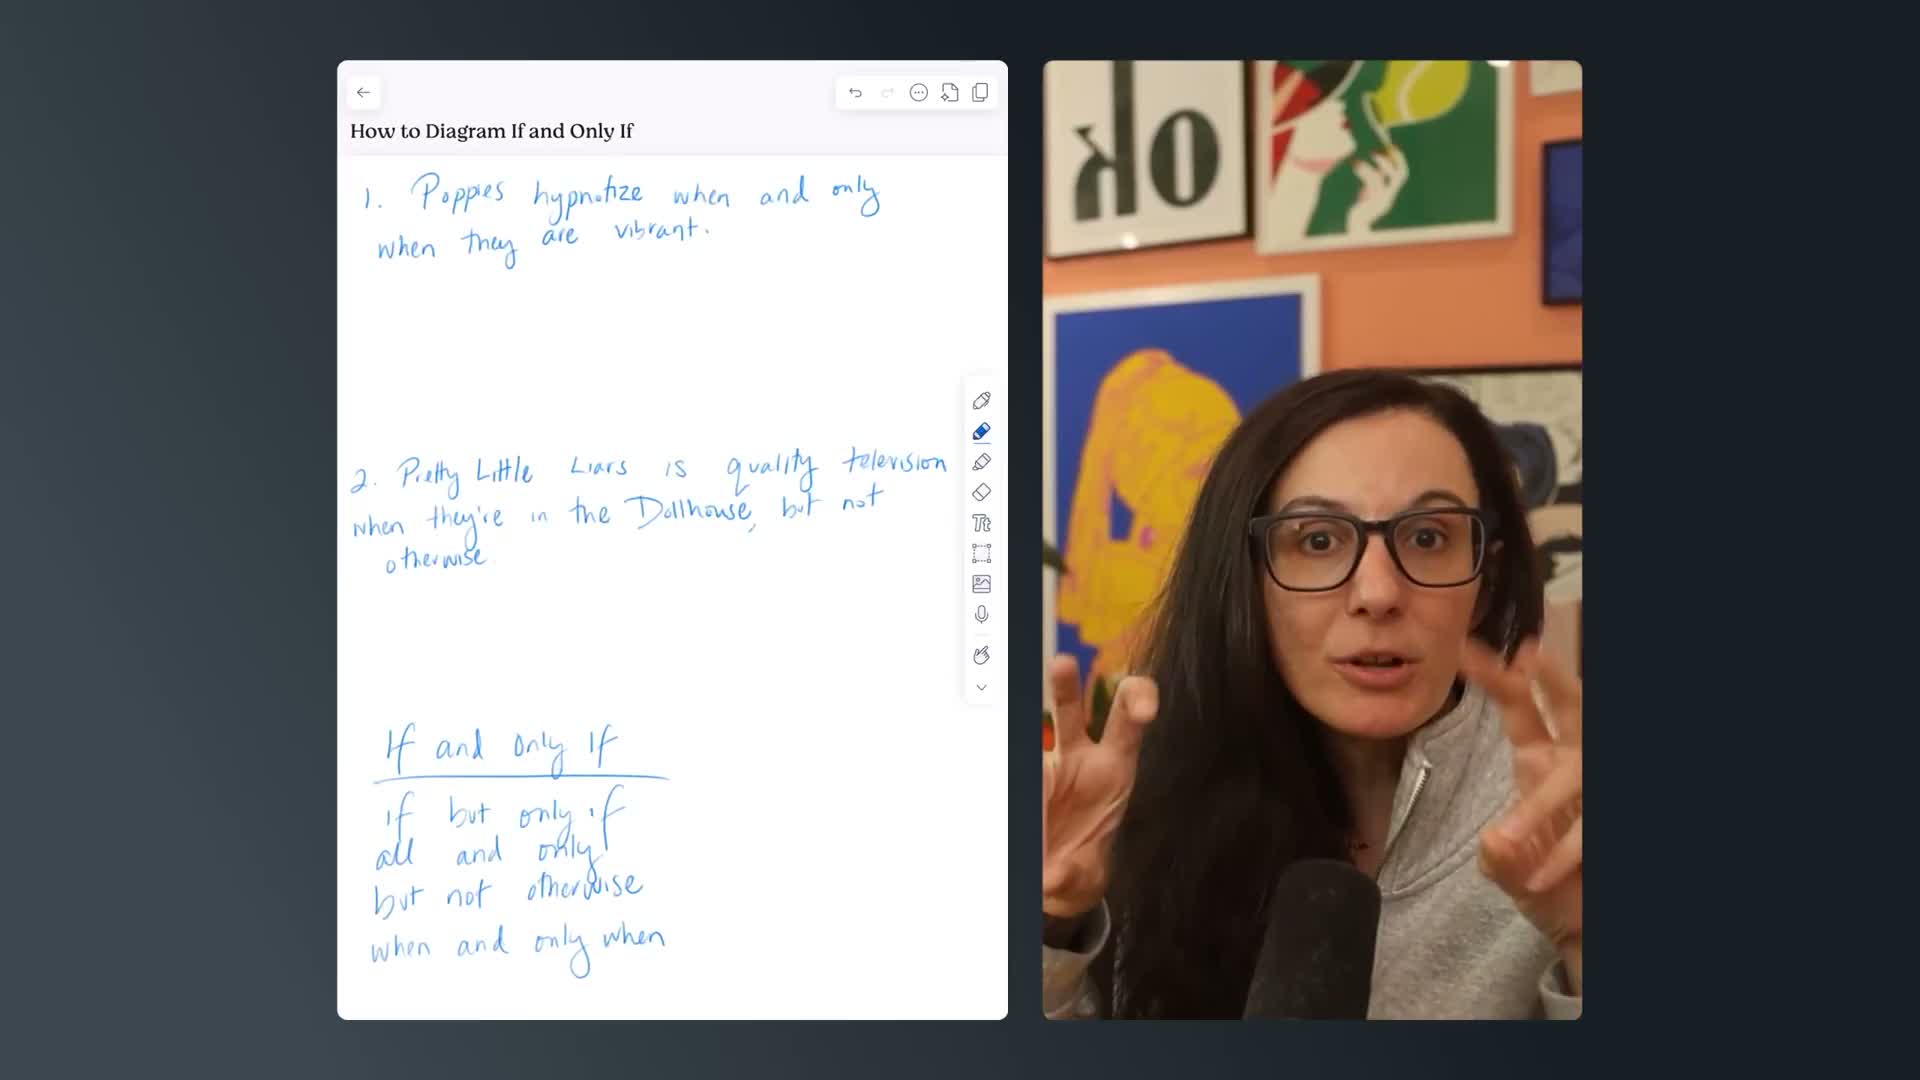 How to Diagram If and Only If
1. Poppies hypnotize when and only
when they are vibrant.
2. Pretty Little Liars is quality television
when they're in the Dollhouse, but not
otherwise.
If and only if
if but only if
all and only
but not otherwise
when and only when
Tt
ok